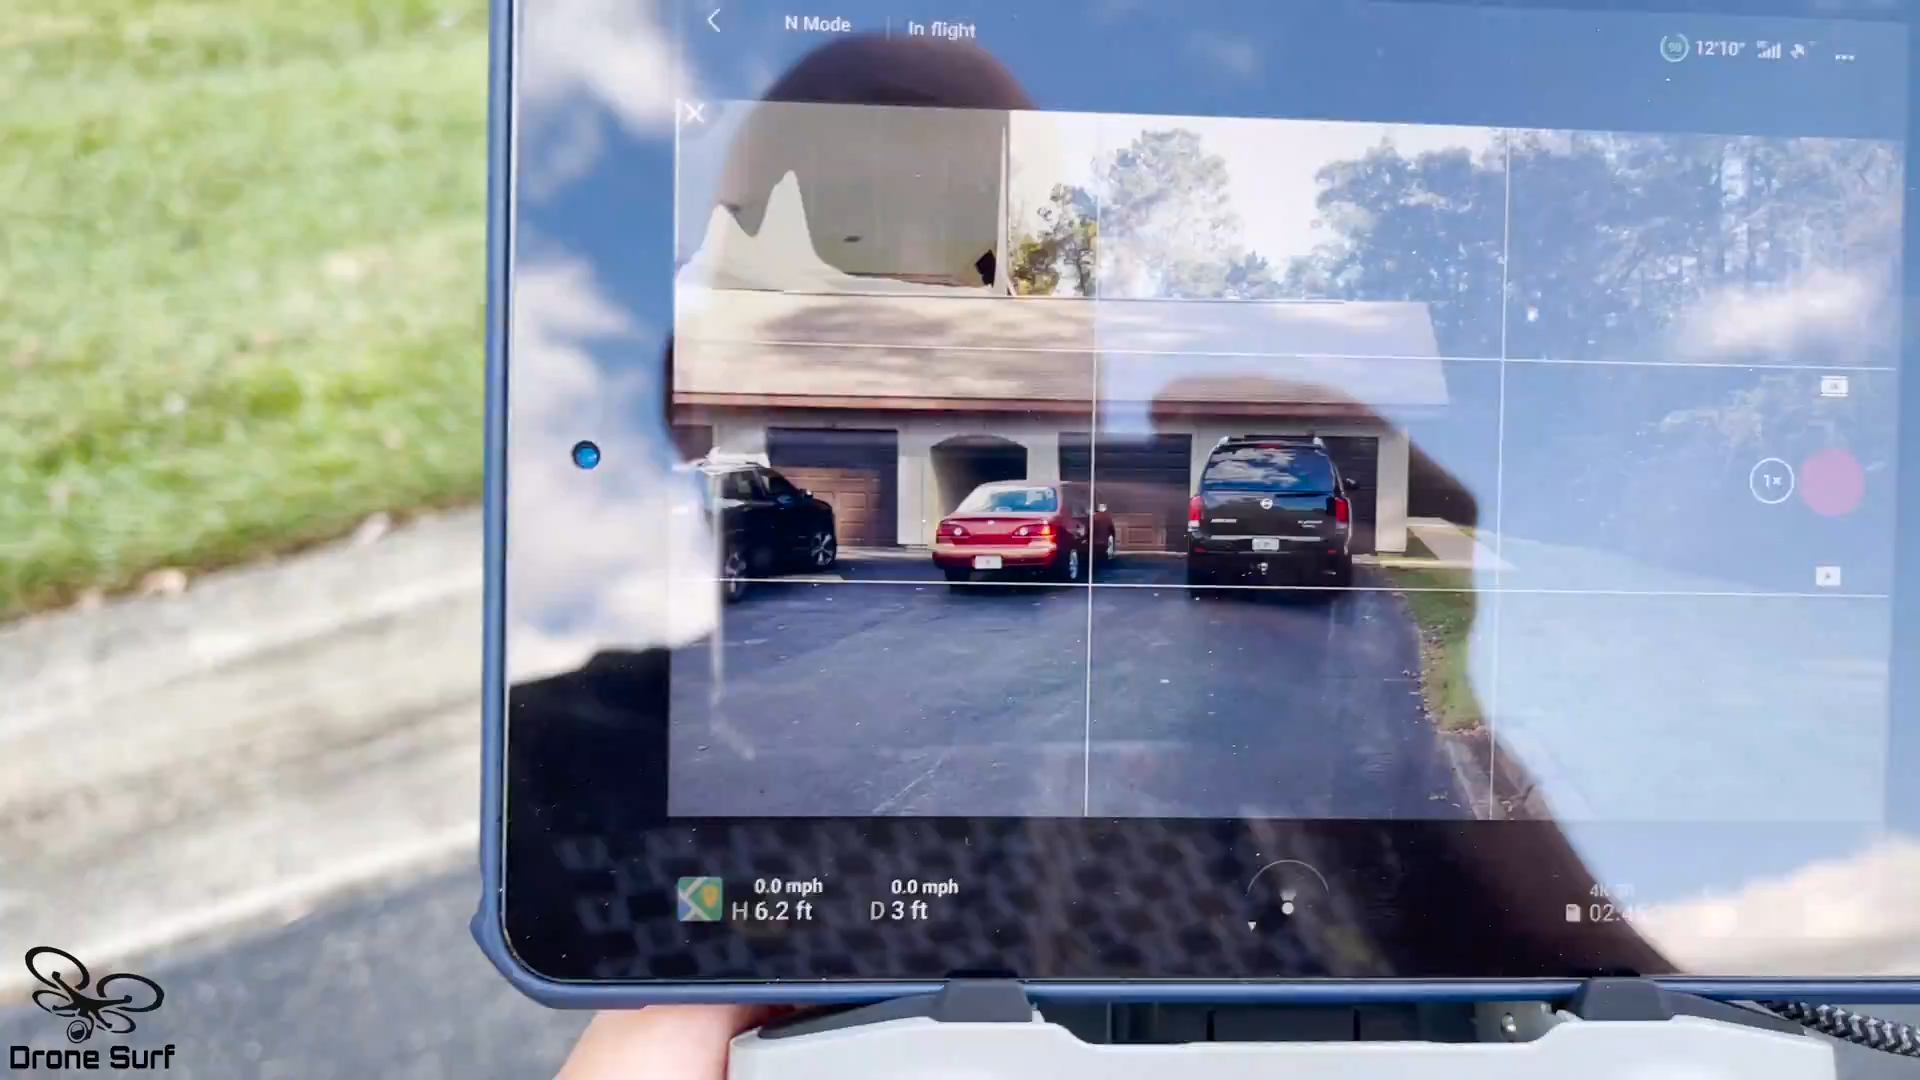 N Mode
In flight
12'10"
1x
0.0 mph
0.0 mph
H 6.2 ft
D 3 ft
Drone Surf